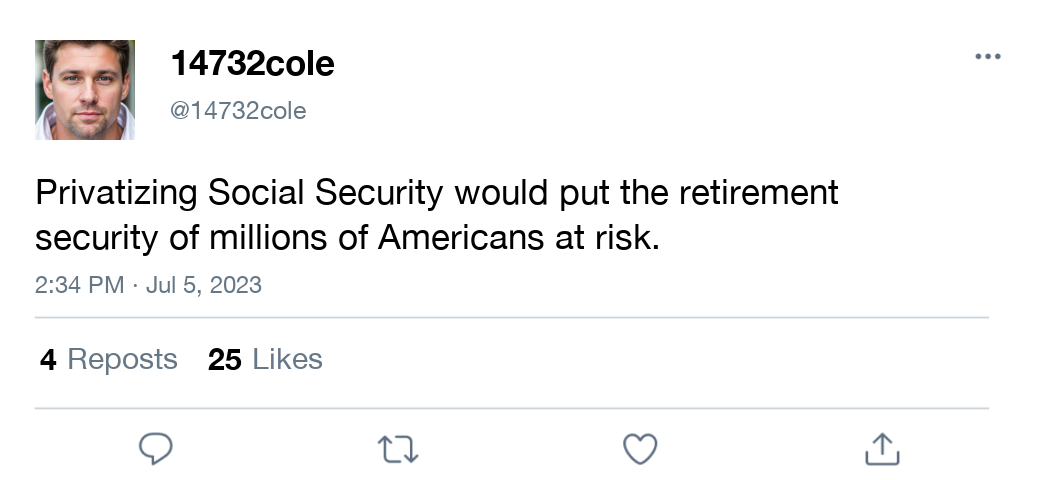 14732cole
@14732cole
Privatizing Social Security would put the retirement
security of millions of Americans at risk.
2:34 PM · Jul 5, 2023
4 Reposts 25 Likes